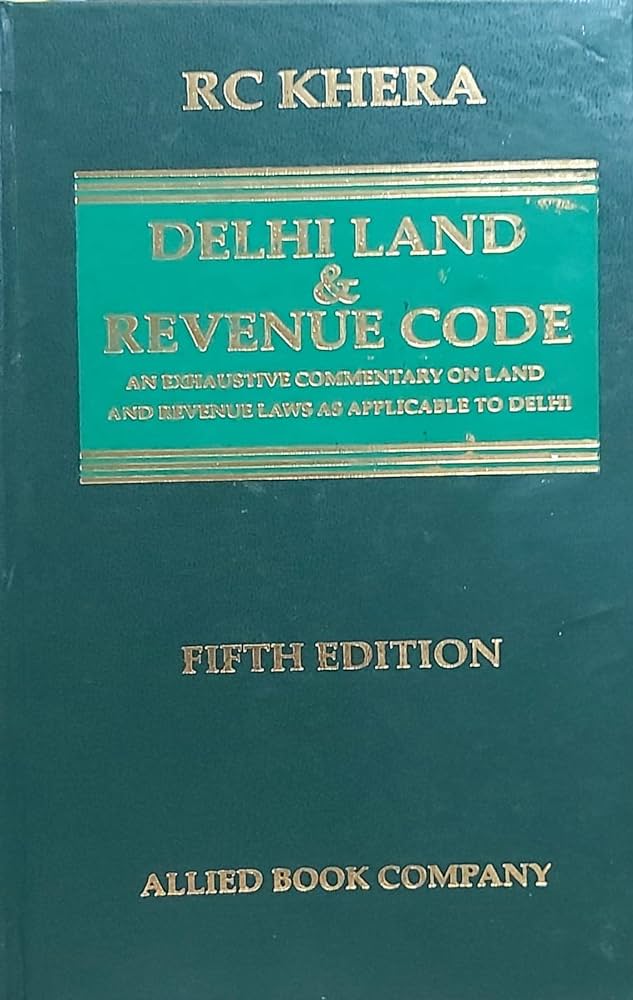 RC KHERA
DELHI LAND
&
REVENUE CODE
AN EXHAUSTIVE COMMENTARY ON LAND
AND REVENUE LAWS AS APPLICABLE TO DELHI
FIFTH EDITION
ALLIED BOOK COMPANY